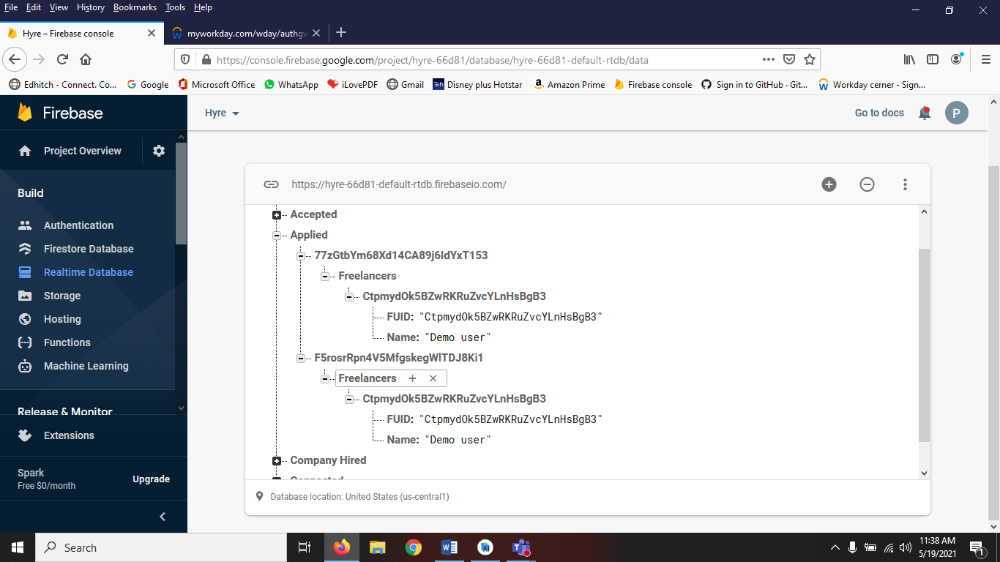 File Edit View History Bookmarks Tools Help
Hyre – Firebase console
myworkday.com/wday/authgw
https://console.firebase.google.com/project/hyre-66d81/database/hyre-66d81-default-rtdb/data
Edhitch - Connect. Co... Google Microsoft Office WhatsApp iLovePDF Gmail Disney plus Hotstar Amazon Prime Firebase console Sign in to GitHub · Git... Workday cerner - Sign...
Firebase
Hyre
Go to docs
P
Project Overview
Build
Authentication
Firestore Database
Realtime Database
Storage
Hosting
Functions
Machine Learning
Release & Monitor
Extensions
Spark
Free $0/month
Upgrade
https://hyre-66d81-default-rtdb.firebaseio.com/
Accepted
Applied
77zGtbYm68Xd14CA89j6IdYxT153
Freelancers
CtpmydOk5BZwRKRuZvcYLnHsBgB3
FUID: "CtpmydOk5BZwRKRuZvcYLnHsBgB3"
Name: "Demo user"
F5rosrRpn4V5MfgskegWlTDJ8Ki1
Freelancers
CtpmydOk5BZwRKRuZvcYLnHsBgB3
FUID: "CtpmydOk5BZwRKRuZvcYLnHsBgB3"
Name: "Demo user"
Company Hired
Connected
Database location: United States (us-central1)
Search
11:38 AM
5/19/2021
1